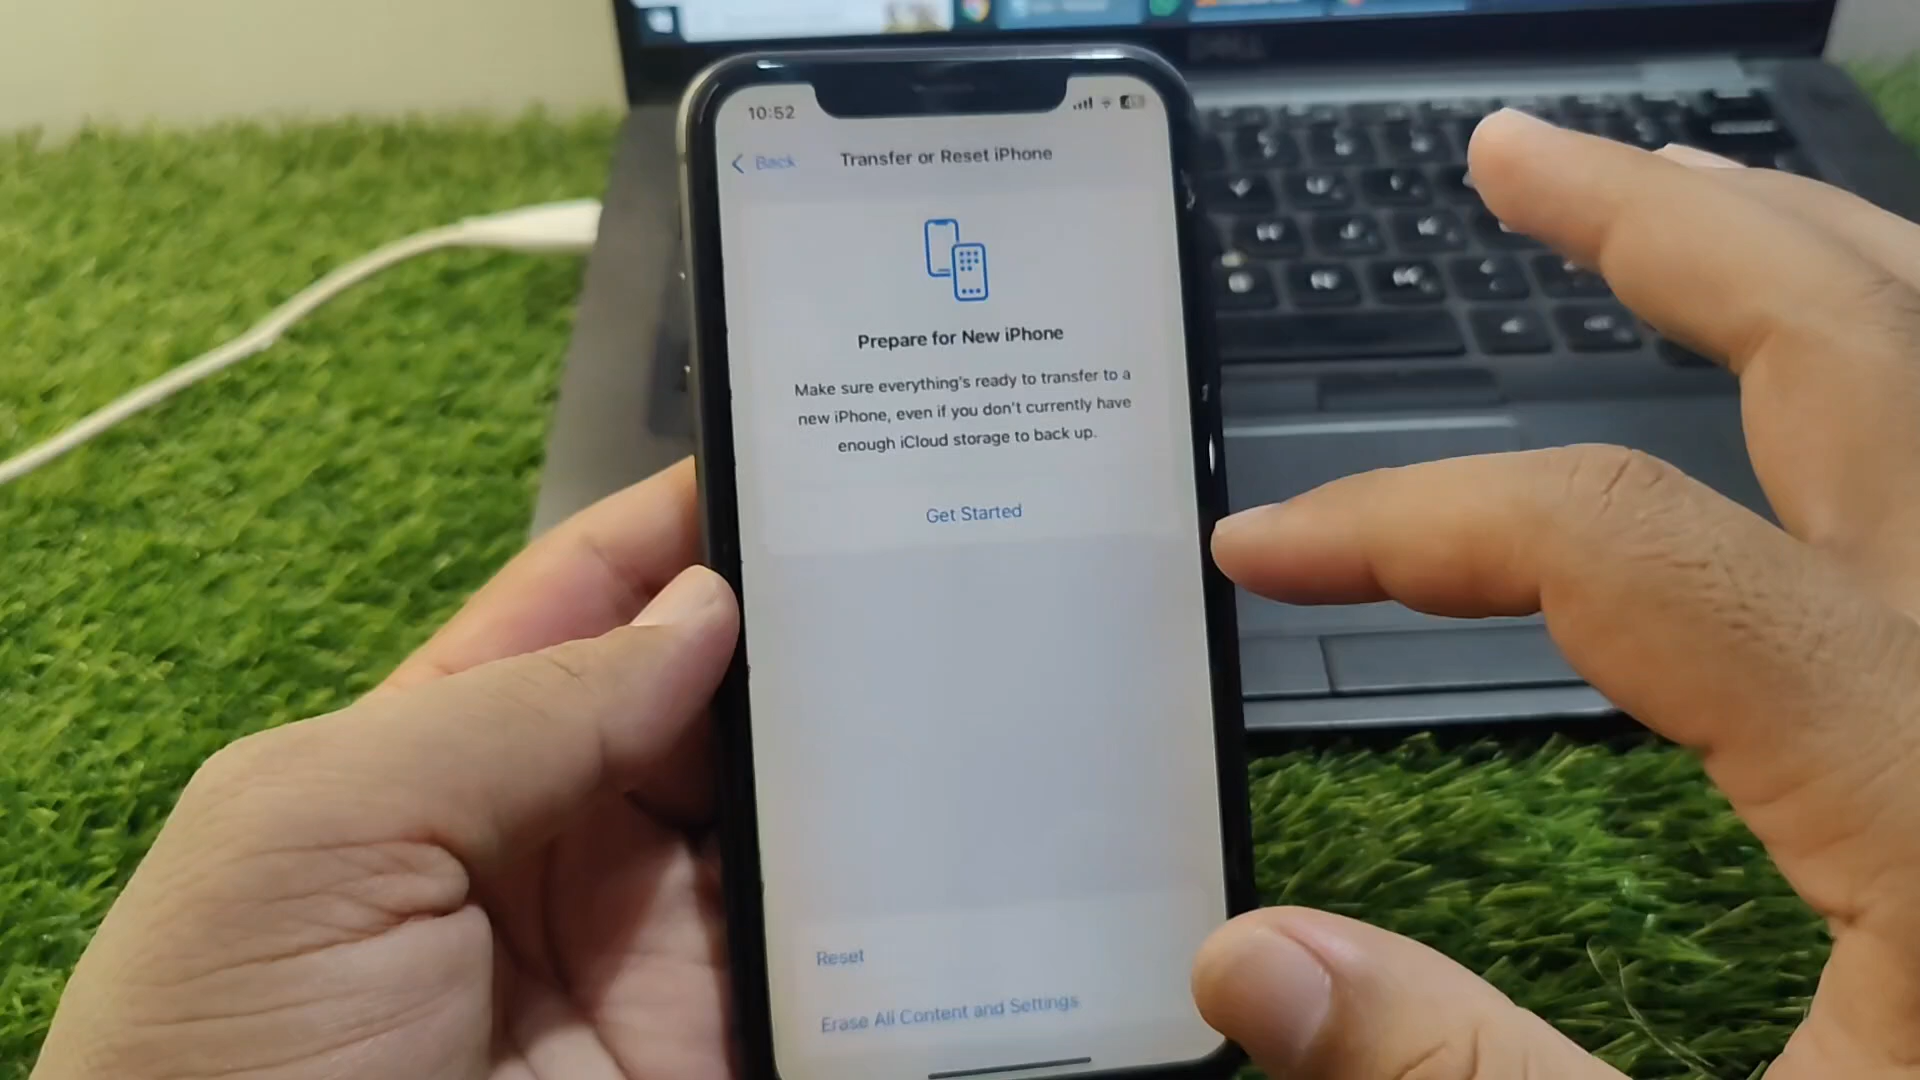 10:52
Back
Transfer or Reset iPhone
Prepare for New iPhone
Make sure everything's ready to transfer to a
new iPhone, even if you don't currently have
enough iCloud storage to back up.
Get Started
Reset
Erase All Content and Settings